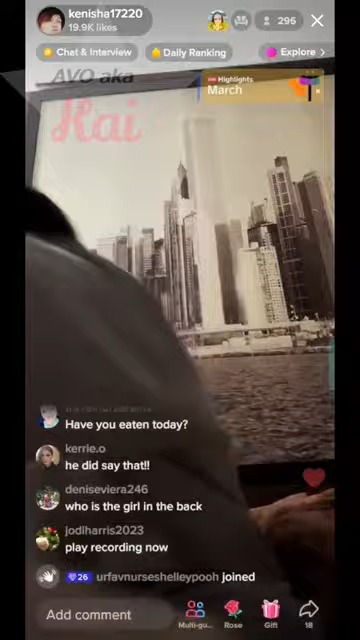 kenisha17220
19.9K likes
296
Chat & Interview
Daily Ranking
Explore >
AVO aka
Hai
Highlights
March
Have you eaten today?
kerrie.o
he did say that!!
deniseviera246
who is the girl in the back
jodiharris2023
play recording now
26 urfavnurseshelleypooh joined
Add comment
Multi-gu...
Rose
Gift
18